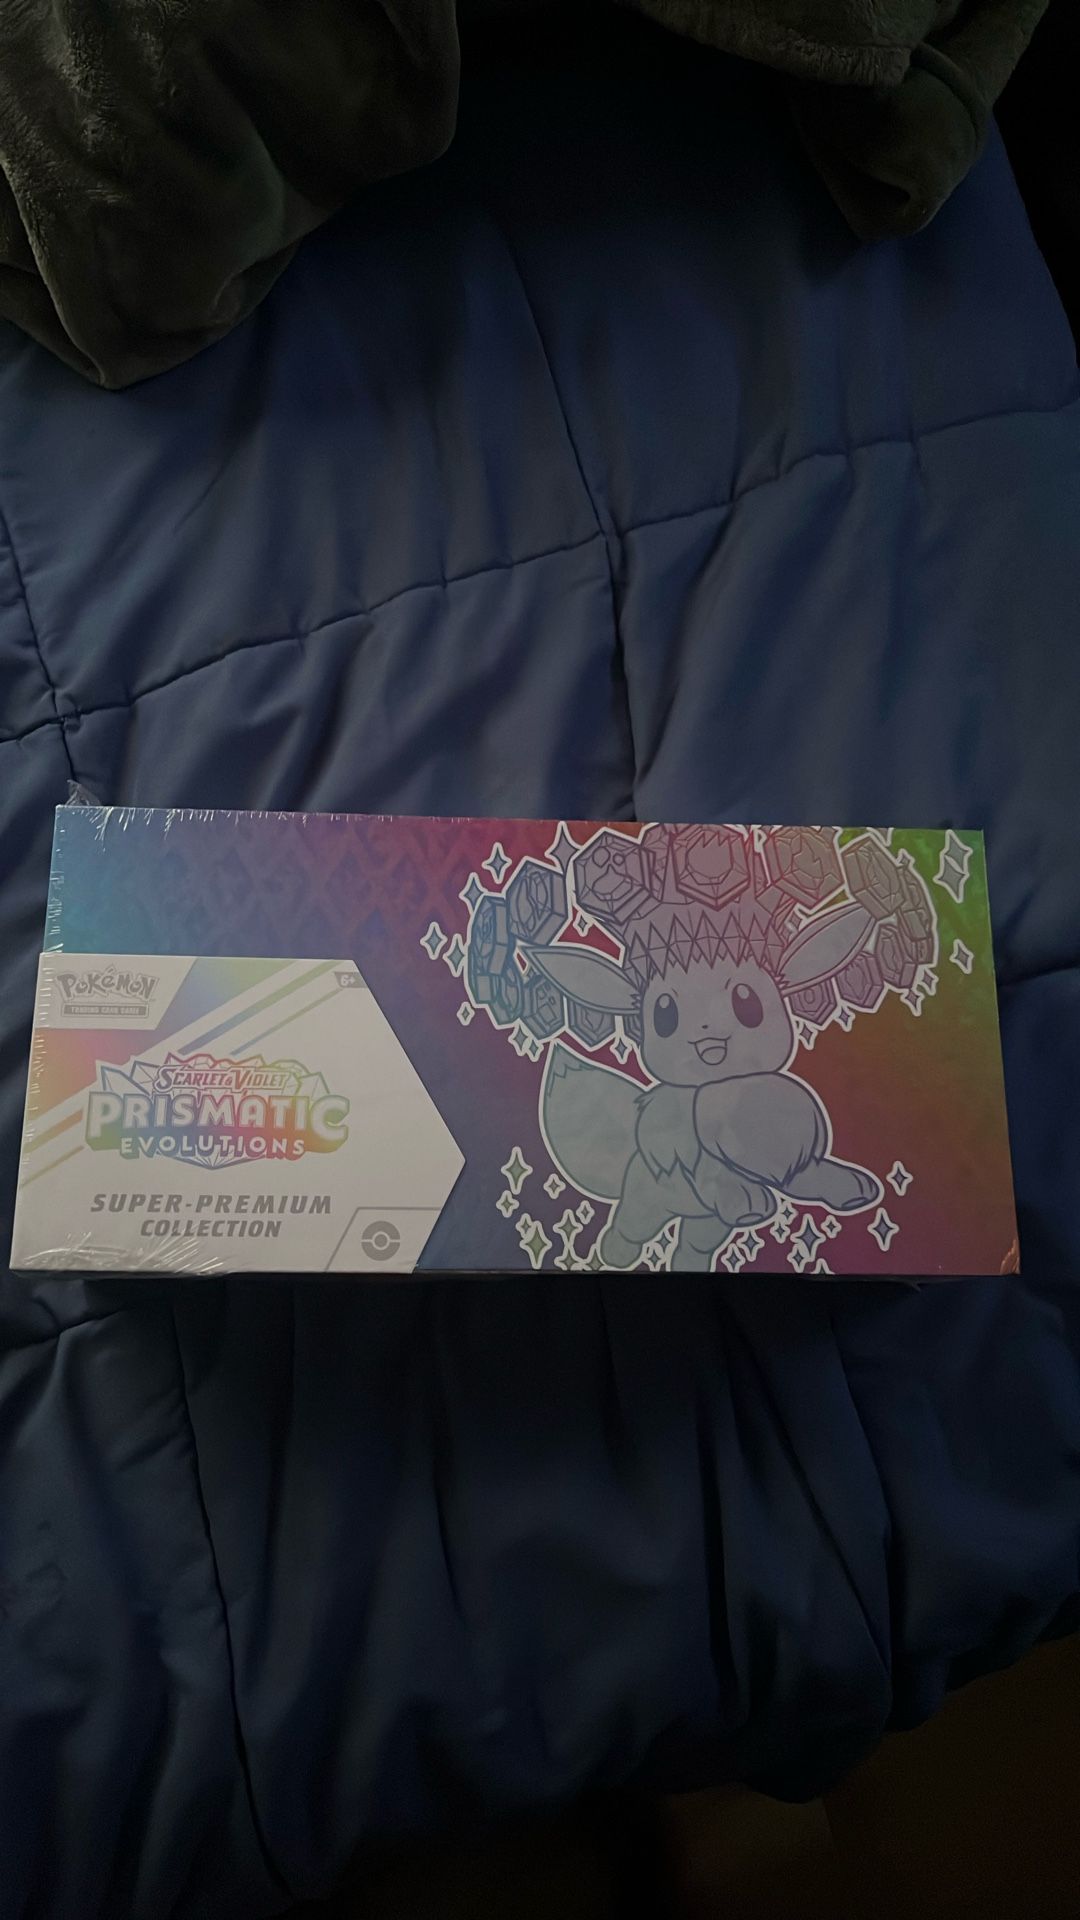 POKéMON
TRADING CARD GAME
6+
SCARLET & VIOLET
PRISMATIC
EVOLUTIONS
SUPER-PREMIUM
COLLECTION